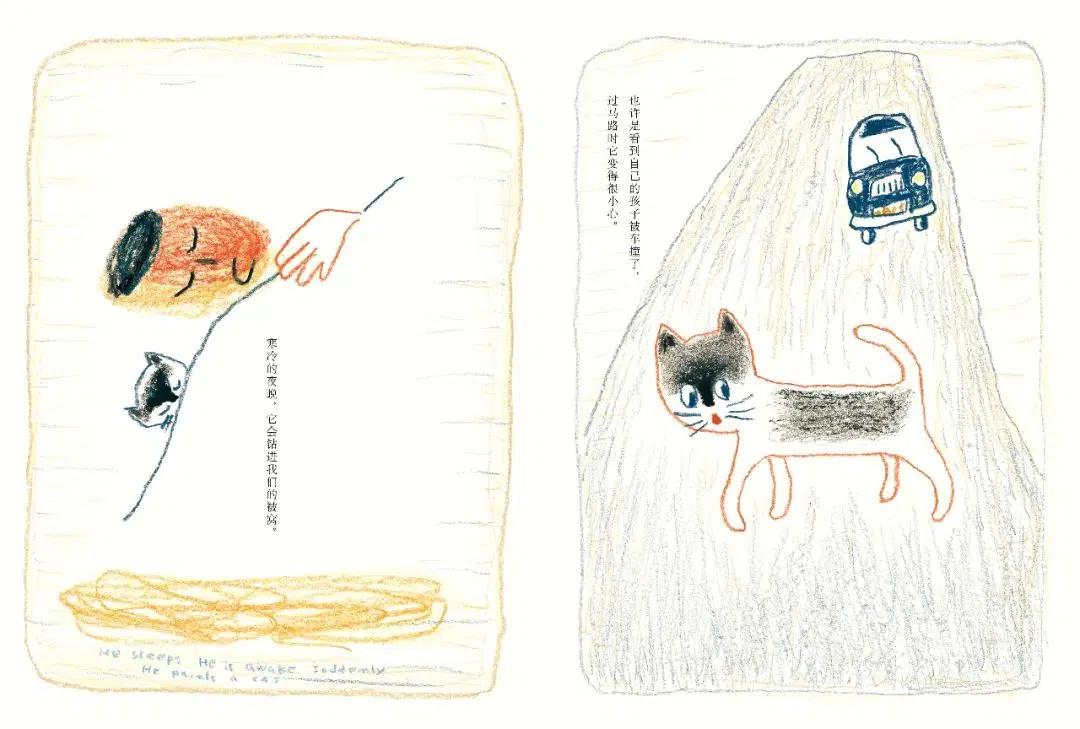 寒冷的夜晚，它会钻进我们的被窝。
He sleeps He is awake suddenly
He paints a cat
也许是看到自己的孩子被车撞了，
过马路时它变得很小心。